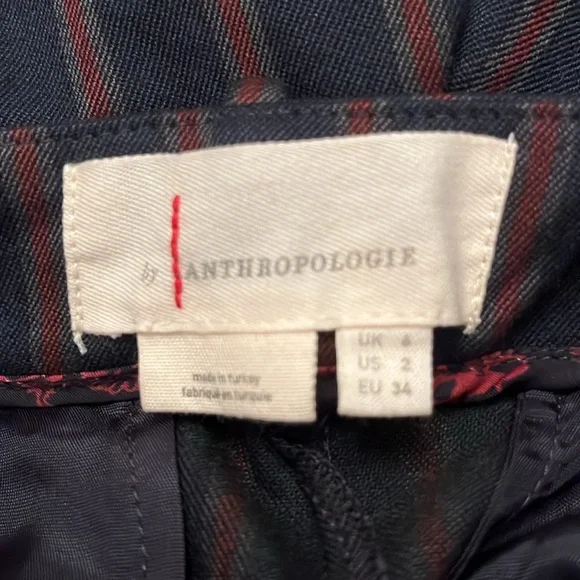 by ANTHROPOLOGIE
made in turkey
fabriqué en turquie
UK 6
US 2
EU 34